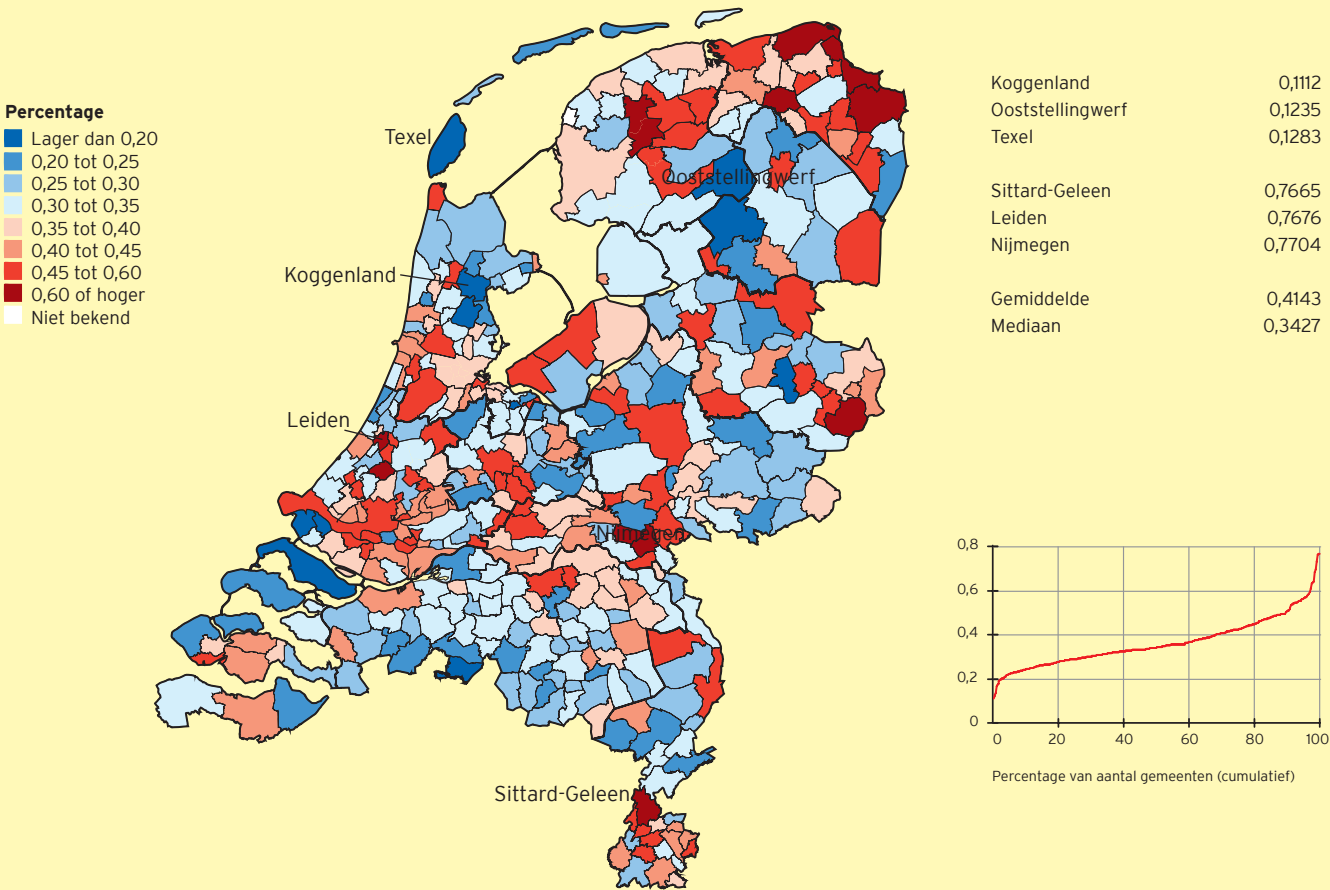 Percentage
Lager dan 0,20
0,20 tot 0,25
0,25 tot 0,30
0,30 tot 0,35
0,35 tot 0,40
0,40 tot 0,45
0,45 tot 0,60
0,60 of hoger
Niet bekend
Texel
Ooststellingwerf
Koggenland
Leiden
Nijmegen
Sittard-Geleen
Koggenland 0,1112
Ooststellingwerf 0,1235
Texel 0,1283
Sittard-Geleen 0,7665
Leiden 0,7676
Nijmegen 0,7704
Gemiddelde 0,4143
Mediaan 0,3427
0,8
0,6
0,4
0,2
0
0 20 40 60 80 100
Percentage van aantal gemeenten (cumulatief)